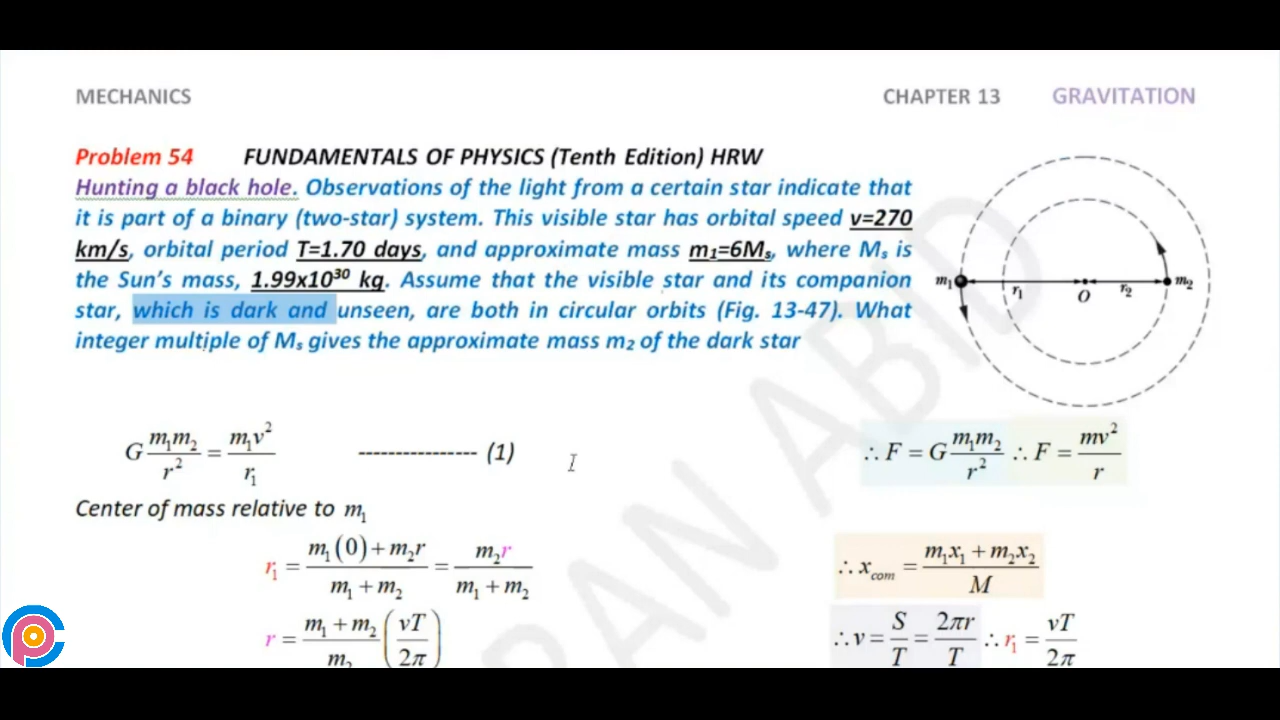 MECHANICS CHAPTER 13 GRAVITATION
Problem 54 FUNDAMENTALS OF PHYSICS (Tenth Edition) HRW
Hunting a black hole. Observations of the light from a certain star indicate that
it is part of a binary (two-star) system. This visible star has orbital speed v=270
km/s, orbital period T=1.70 days, and approximate mass m₁=6Mₛ, where Mₛ is
the Sun's mass, 1.99x10³⁰ kg. Assume that the visible star and its companion
star, which is dark and unseen, are both in circular orbits (Fig. 13-47). What
integer multiple of Mₛ gives the approximate mass m₂ of the dark star
m₁ r₁ O r₂ m₂
G m₁m₂/r² = m₁v²/r₁ ---------------- (1) ∴ F = G m₁m₂/r² ∴ F = mv²/r
Center of mass relative to m₁
r₁ = (m₁(0) + m₂r)/(m₁ + m₂) = m₂r/(m₁ + m₂) ∴ x_com = (m₁x₁ + m₂x₂)/M
r = (m₁ + m₂)/m₂ (vT/2π) ∴ v = S/T = 2πr/T ∴ r₁ = vT/2π
RAN ABID